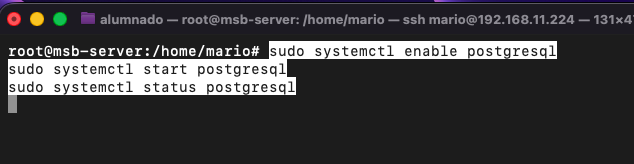 alumnado — root@msb-server: /home/mario — ssh mario@192.168.11.224 — 131×4
root@msb-server:/home/mario# sudo systemctl enable postgresql
sudo systemctl start postgresql
sudo systemctl status postgresql